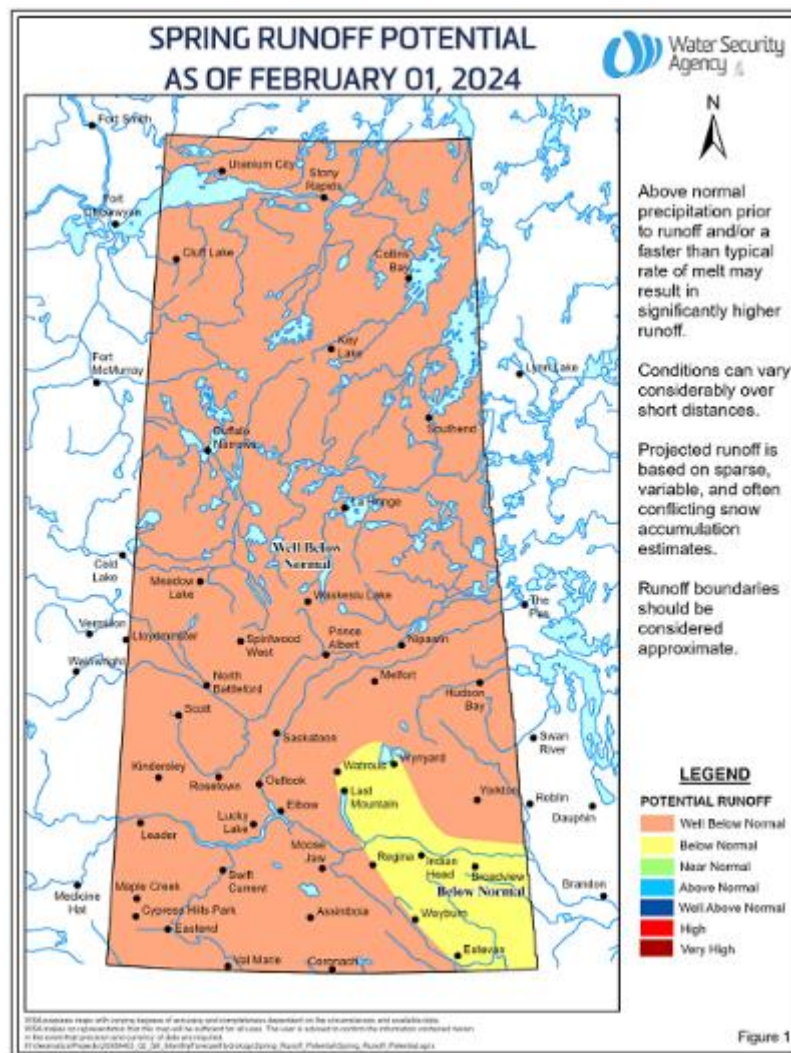 SPRING RUNOFF POTENTIAL
AS OF FEBRUARY 01, 2024
Water Security
Agency
N
Above normal
precipitation prior
to runoff and/or a
faster than typical
rate of melt may
result in
significantly higher
runoff.
Conditions can vary
considerably over
short distances.
Projected runoff is
based on sparse,
variable, and often
conflicting snow
accumulation
estimates.
Runoff boundaries
should be
considered
approximate.
Fort Smith
Uranium City
Stony
Rapids
Fort
Chipewyan
Cluff Lake
Collins
Bay
Key
Lake
Fort
McMurray
Lynn Lake
Southend
Buffalo
Narrows
La Ronge
Well Below
Normal
Cold
Lake
Meadow
Lake
Waskesiu Lake
The
Pas
Vermilion
Lloydminster
Spiritwood
West
Prince
Albert
Nipawin
Wainwright
North
Battleford
Melfort
Hudson
Bay
Scott
Saskatoon
Swan
River
Kindersley
Rosetown
Outlook
Watrous
Wynyard
Last
Mountain
Yorkton
Roblin
Dauphin
Elbow
Lucky
Lake
Leader
Moose
Jaw
Regina
Indian
Head
Broadview
Swift
Current
Below Normal
Brandon
Medicine
Hat
Maple Creek
Cypress Hills Park
Eastend
Assiniboia
Weyburn
Estevan
Val Marie
Coronach
LEGEND
POTENTIAL RUNOFF
Well Below Normal
Below Normal
Near Normal
Above Normal
Well Above Normal
High
Very High
Figure 1